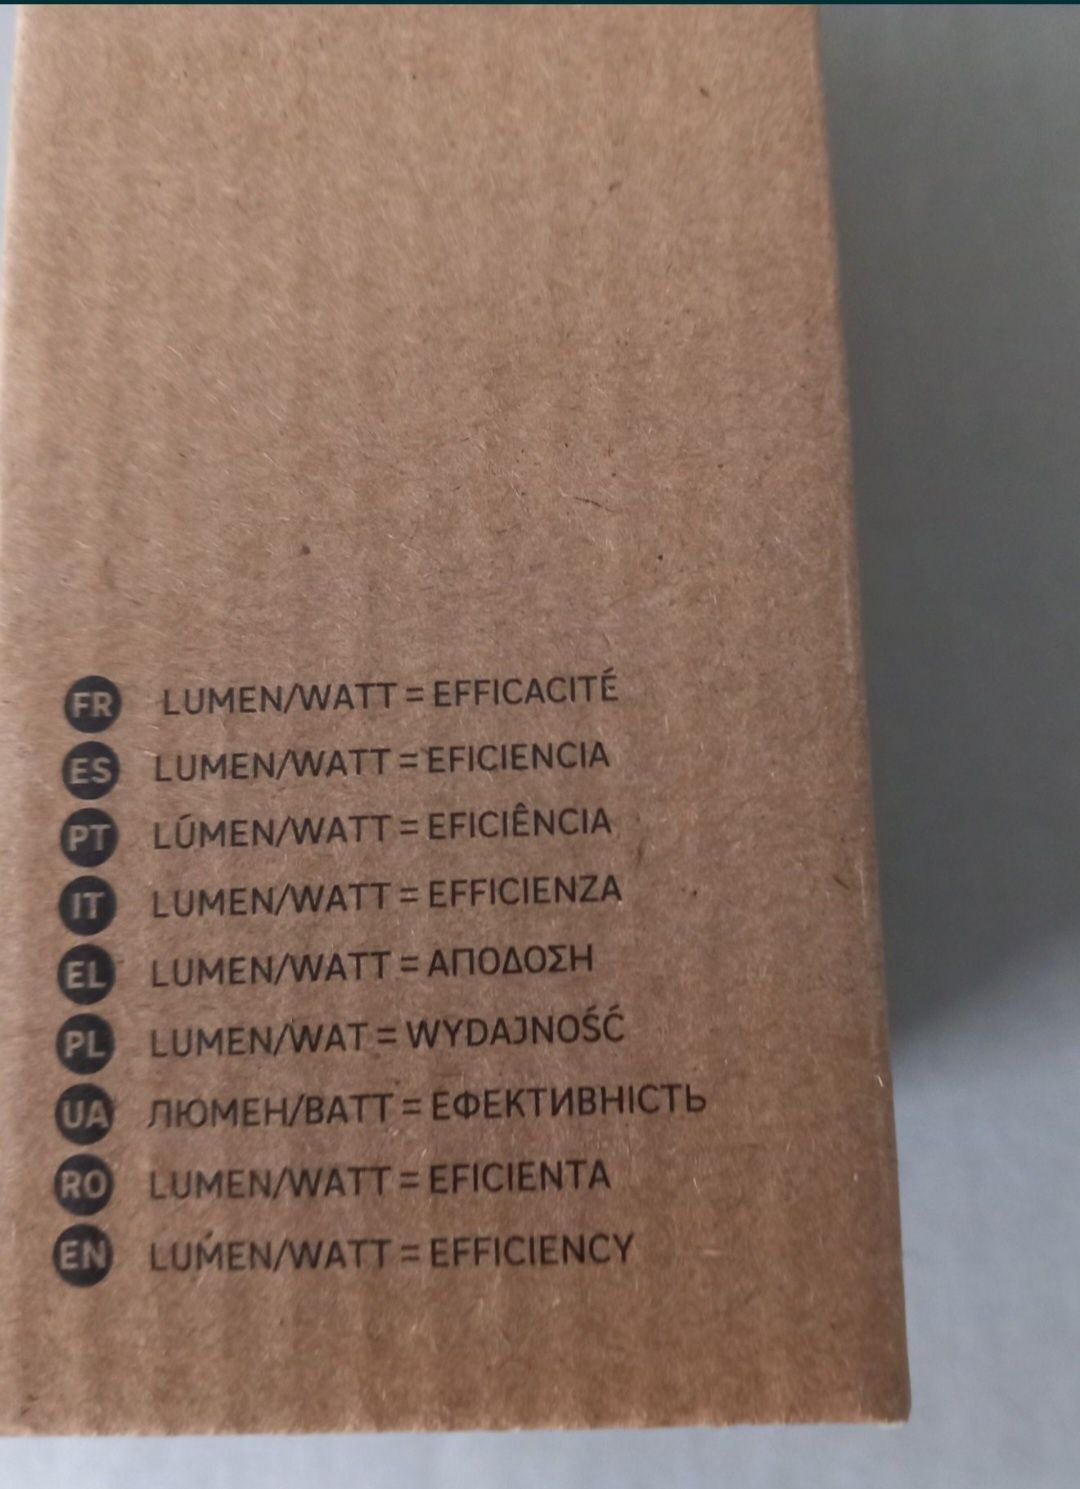 FR LUMEN/WATT = EFFICACITÉ
ES LUMEN/WATT = EFICIENCIA
PT LÚMEN/WATT = EFICIÊNCIA
IT LUMEN/WATT = EFFICIENZA
EL LUMEN/WATT = ΑΠΟΔΟΣΗ
PL LUMEN/WAT = WYDAJNOŚĆ
UA ЛЮМЕН/ВАТТ = ЕФЕКТИВНІСТЬ
RO LUMEN/WATT = EFICIENTA
EN LUMEN/WATT = EFFICIENCY